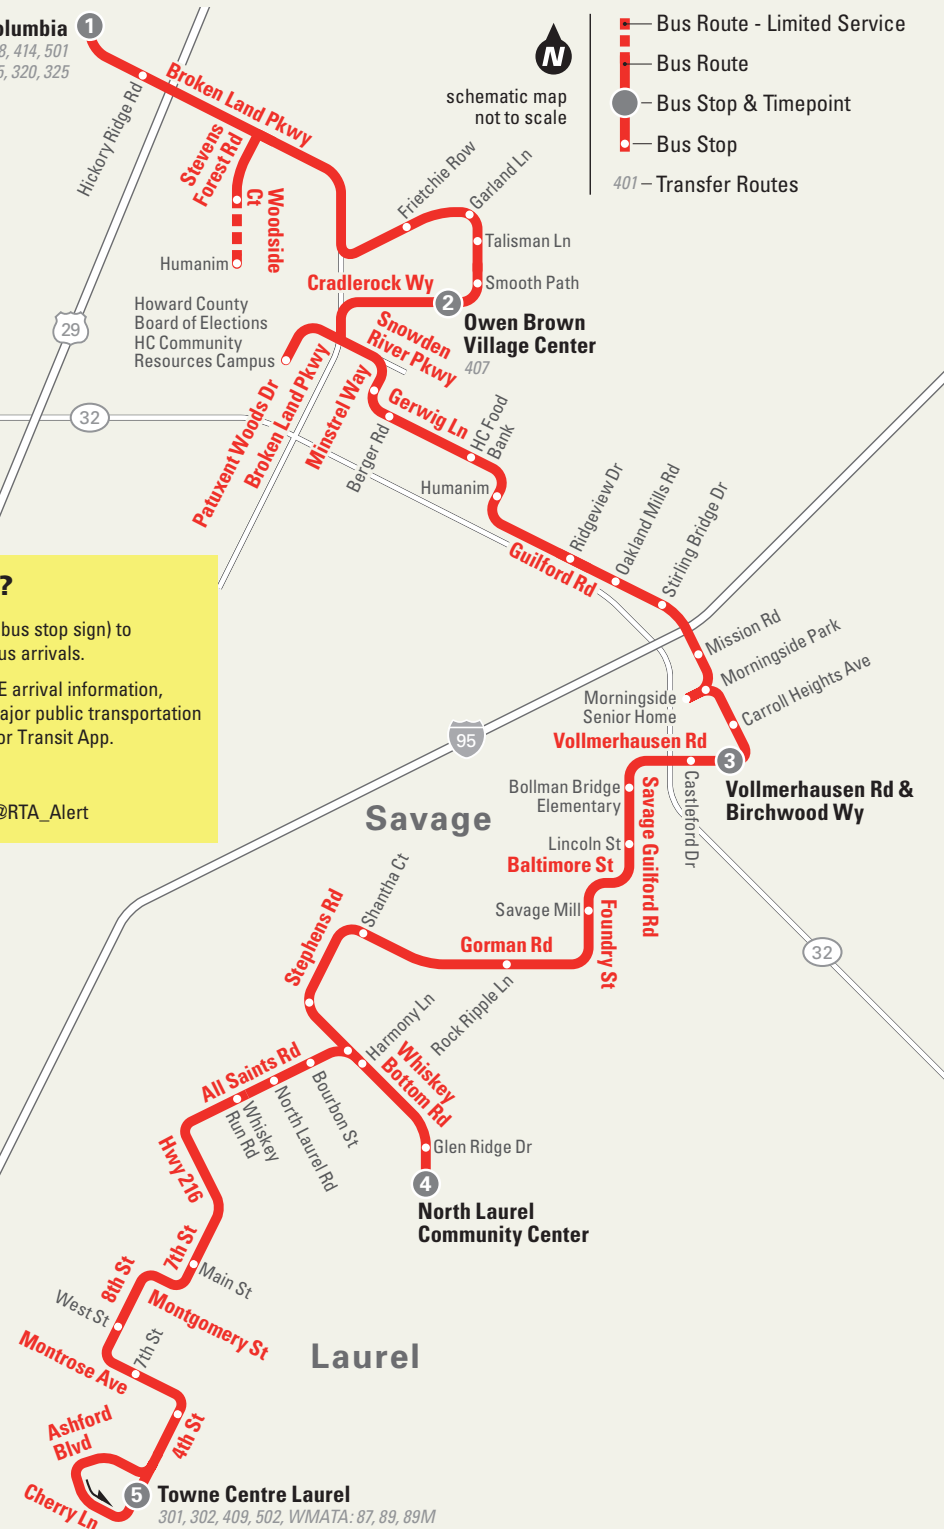 olumbia
1
8, 414, 501
5, 320, 325
Bus Route - Limited Service
Bus Route
Bus Stop & Timepoint
Bus Stop
401
Transfer Routes
N
schematic map
not to scale
Hickory Ridge Rd
Broken Land Pkwy
Stevens
Forest Rd
Woodside
Ct
Humanim
Frietchie Row
Garland Ln
Talisman Ln
Smooth Path
Cradlerock Wy
2
Owen Brown
Village Center
407
Howard County
Board of Elections
HC Community
Resources Campus
29
32
Snowden
River Pkwy
Patuxent Woods Dr
Broken Land Pkwy
Minstrel Way
Gerwig Ln
Berger Rd
HC Food
Bank
Humanim
Guilford Rd
Ridgeview Dr
Oakland Mills Rd
Stirling Bridge Dr
?
bus stop sign) to
us arrivals.
E arrival information,
ajor public transportation
or Transit App.
@RTA_Alert
Mission Rd
Morningside Park
Carroll Heights Ave
Morningside
Senior Home
95
Vollmerhausen Rd
3
Vollmerhausen Rd &
Birchwood Wy
Castleford Dr
Savage
Bollman Bridge
Elementary
Lincoln St
Savage Guilford Rd
Baltimore St
Savage Mill
Foundry St
32
Gorman Rd
Rock Ripple Ln
Shantha Ct
Stephens Rd
Harmony Ln
Whiskey
Bottom Rd
All Saints Rd
Bourbon St
North Laurel Rd
Whiskey
Run Rd
Glen Ridge Dr
4
North Laurel
Community Center
Hwy 216
7th St
Main St
8th St
Montgomery St
West St
7th St
Montrose Ave
Laurel
4th St
Ashford
Blvd
Cherry Ln
5
Towne Centre Laurel
301, 302, 409, 502, WMATA: 87, 89, 89M